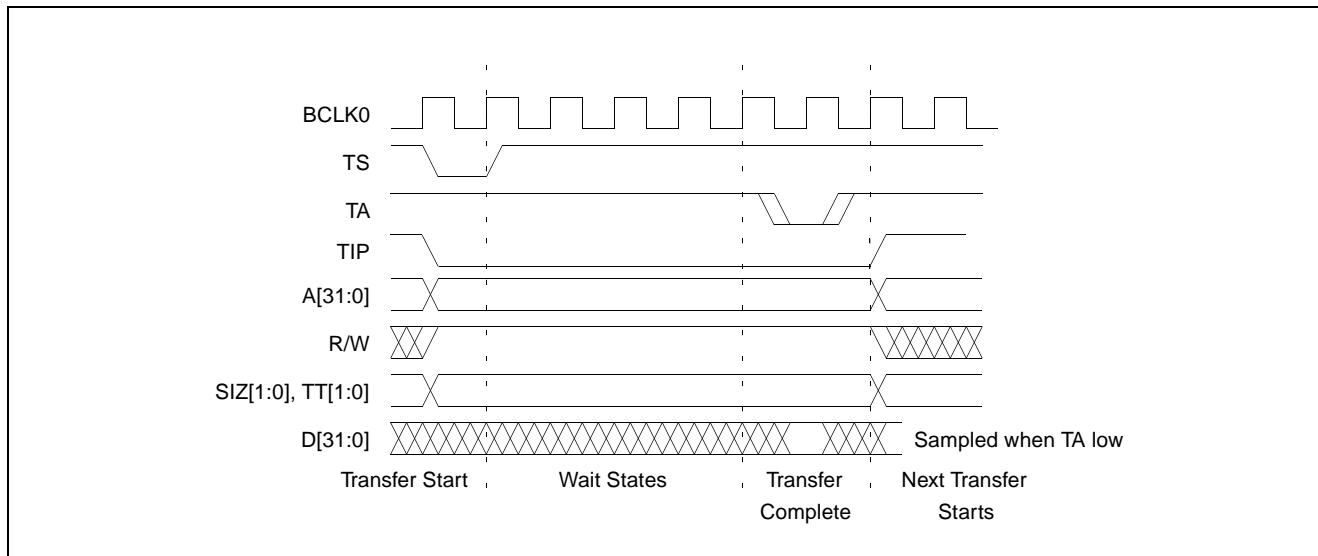 BCLK0
TS
TA
TIP
A[31:0]
R/W
SIZ[1:0], TT[1:0]
D[31:0]
Sampled when TA low
Transfer Start
Wait States
Transfer
Complete
Next Transfer
Starts